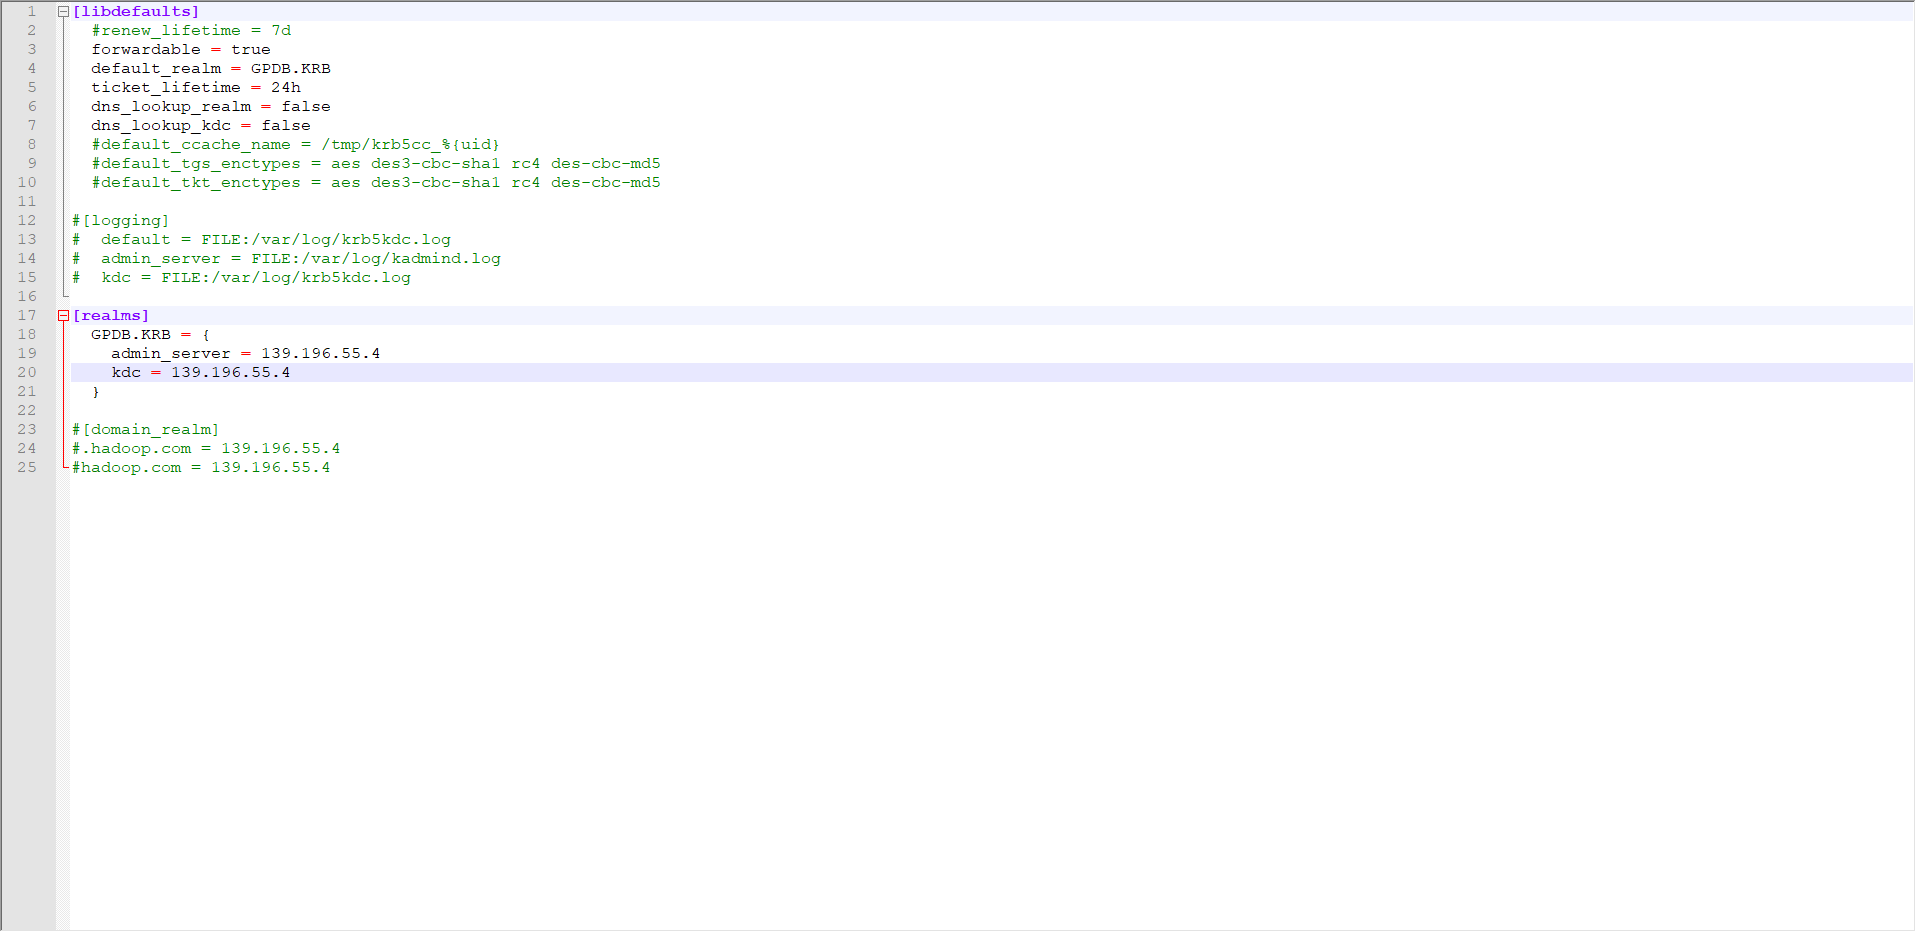 1 [libdefaults]
2 #renew_lifetime = 7d
3 forwardable = true
4 default_realm = GPDB.KRB
5 ticket_lifetime = 24h
6 dns_lookup_realm = false
7 dns_lookup_kdc = false
8 #default_ccache_name = /tmp/krb5cc_%{uid}
9 #default_tgs_enctypes = aes des3-cbc-sha1 rc4 des-cbc-md5
10 #default_tkt_enctypes = aes des3-cbc-sha1 rc4 des-cbc-md5
11
12 #[logging]
13 #  default = FILE:/var/log/krb5kdc.log
14 #  admin_server = FILE:/var/log/kadmind.log
15 #  kdc = FILE:/var/log/krb5kdc.log
16
17 [realms]
18 GPDB.KRB = {
19 admin_server = 139.196.55.4
20 kdc = 139.196.55.4
21 }
22
23 #[domain_realm]
24 #.hadoop.com = 139.196.55.4
25 #hadoop.com = 139.196.55.4